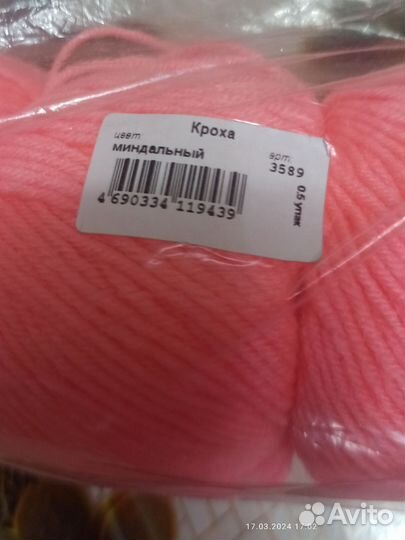 Кроха
цвет арт.
миндальный 3589
0,5 упак
4 690334 119439
17.03.2024 17:02
Avito